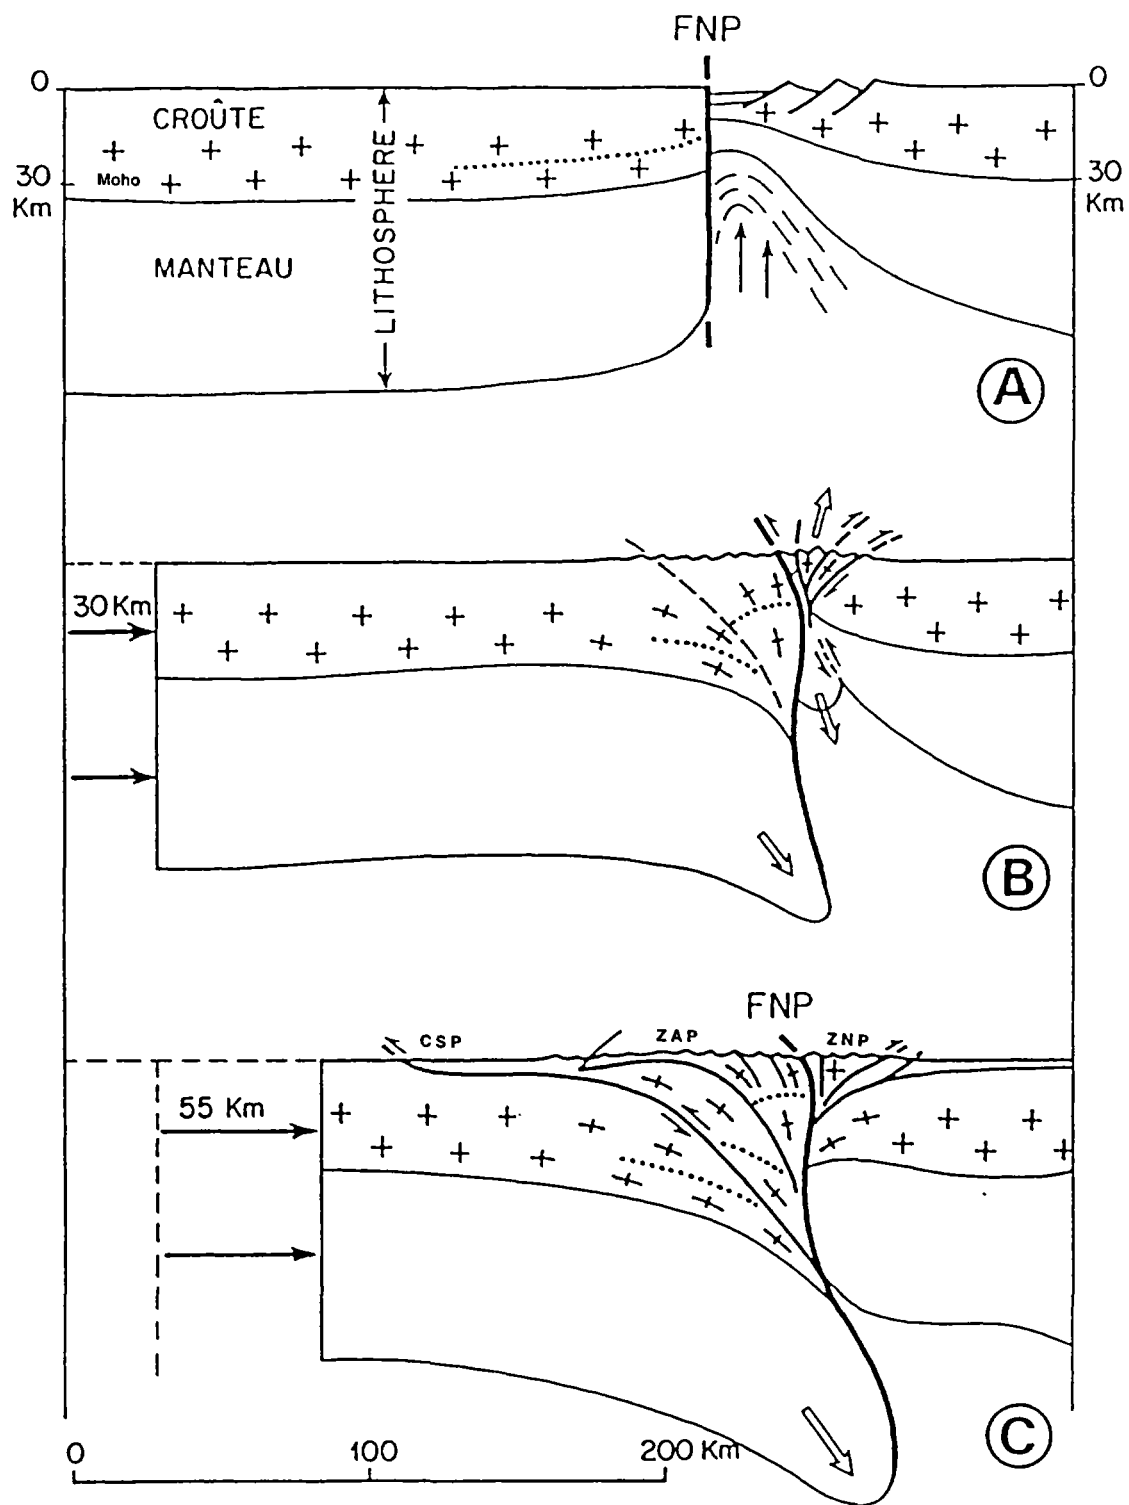 FNP
0
0
CROÛTE
Moho
30
Km
30
Km
LITHOSPHERE
MANTEAU
A
30 Km
B
FNP
CSP
ZAP
ZNP
55 Km
C
0
100
200 Km